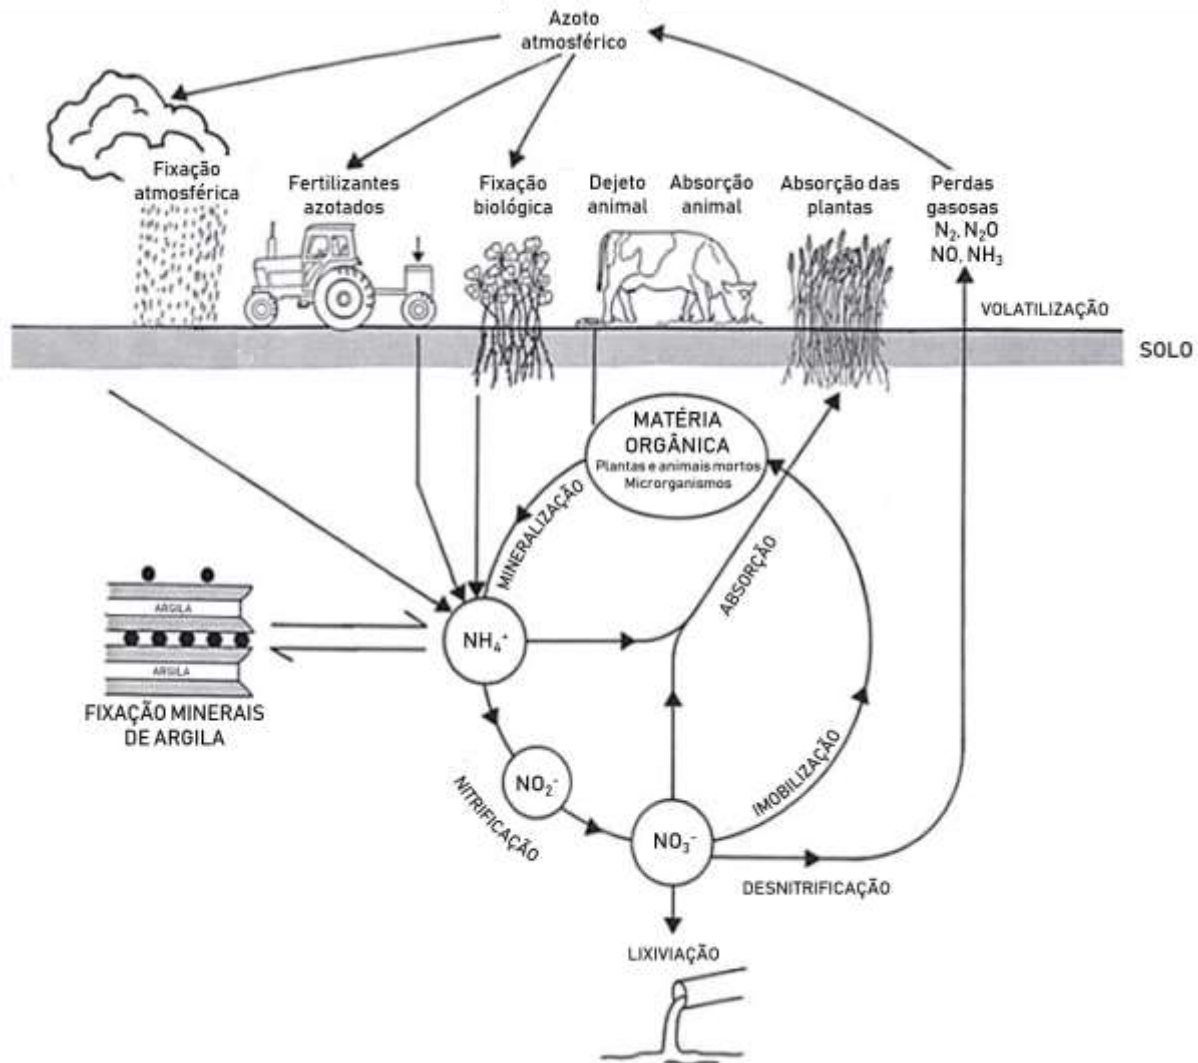 Azoto
atmosférico
Fixação
atmosférica
Fertilizantes
azotados
Fixação
biológica
Dejeto
animal
Absorção
animal
Absorção das
plantas
Perdas
gasosas
N₂, N₂O
NO, NH₃
VOLATILIZAÇÃO
SOLO
MATÉRIA
ORGÂNICA
Plantas e animais mortos
Microrganismos
MINERALIZAÇÃO
ABSORÇÃO
ARGILA
ARGILA
FIXAÇÃO MINERAIS
DE ARGILA
NH₄⁺
NO₂⁻
NITRIFICAÇÃO
NO₃⁻
IMOBILIZAÇÃO
DESNITRIFICAÇÃO
LIXIVIAÇÃO